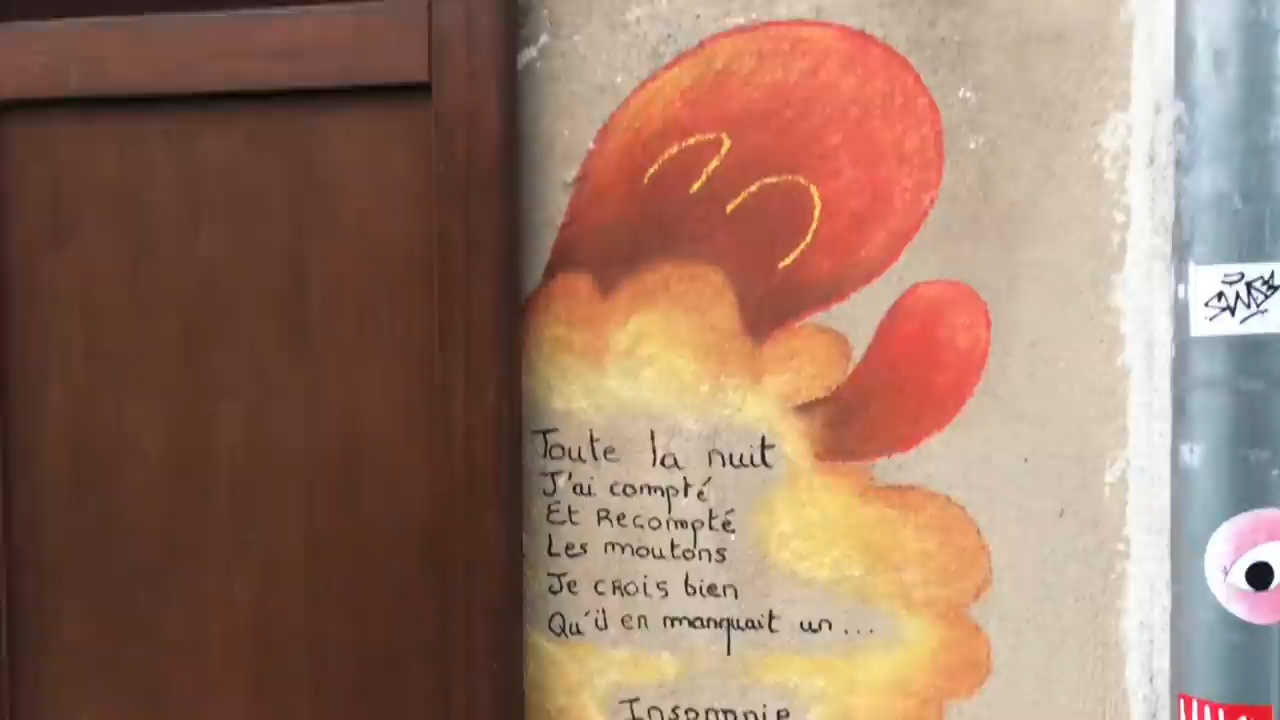 Toute la nuit
J'ai compté
Et Recompté
Les moutons
Je crois bien
Qu'il en manquait un...
Insomnie